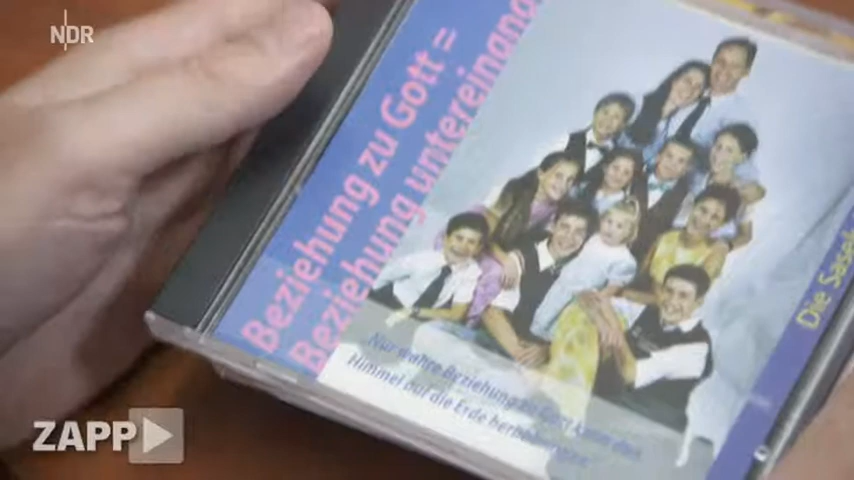 NDR
Beziehung zu Gott =
Beziehung untereinand
Nur wahre Beziehung zu Gott kann den
Himmel auf die Erde herabbringen
Die Sasek
ZAPP